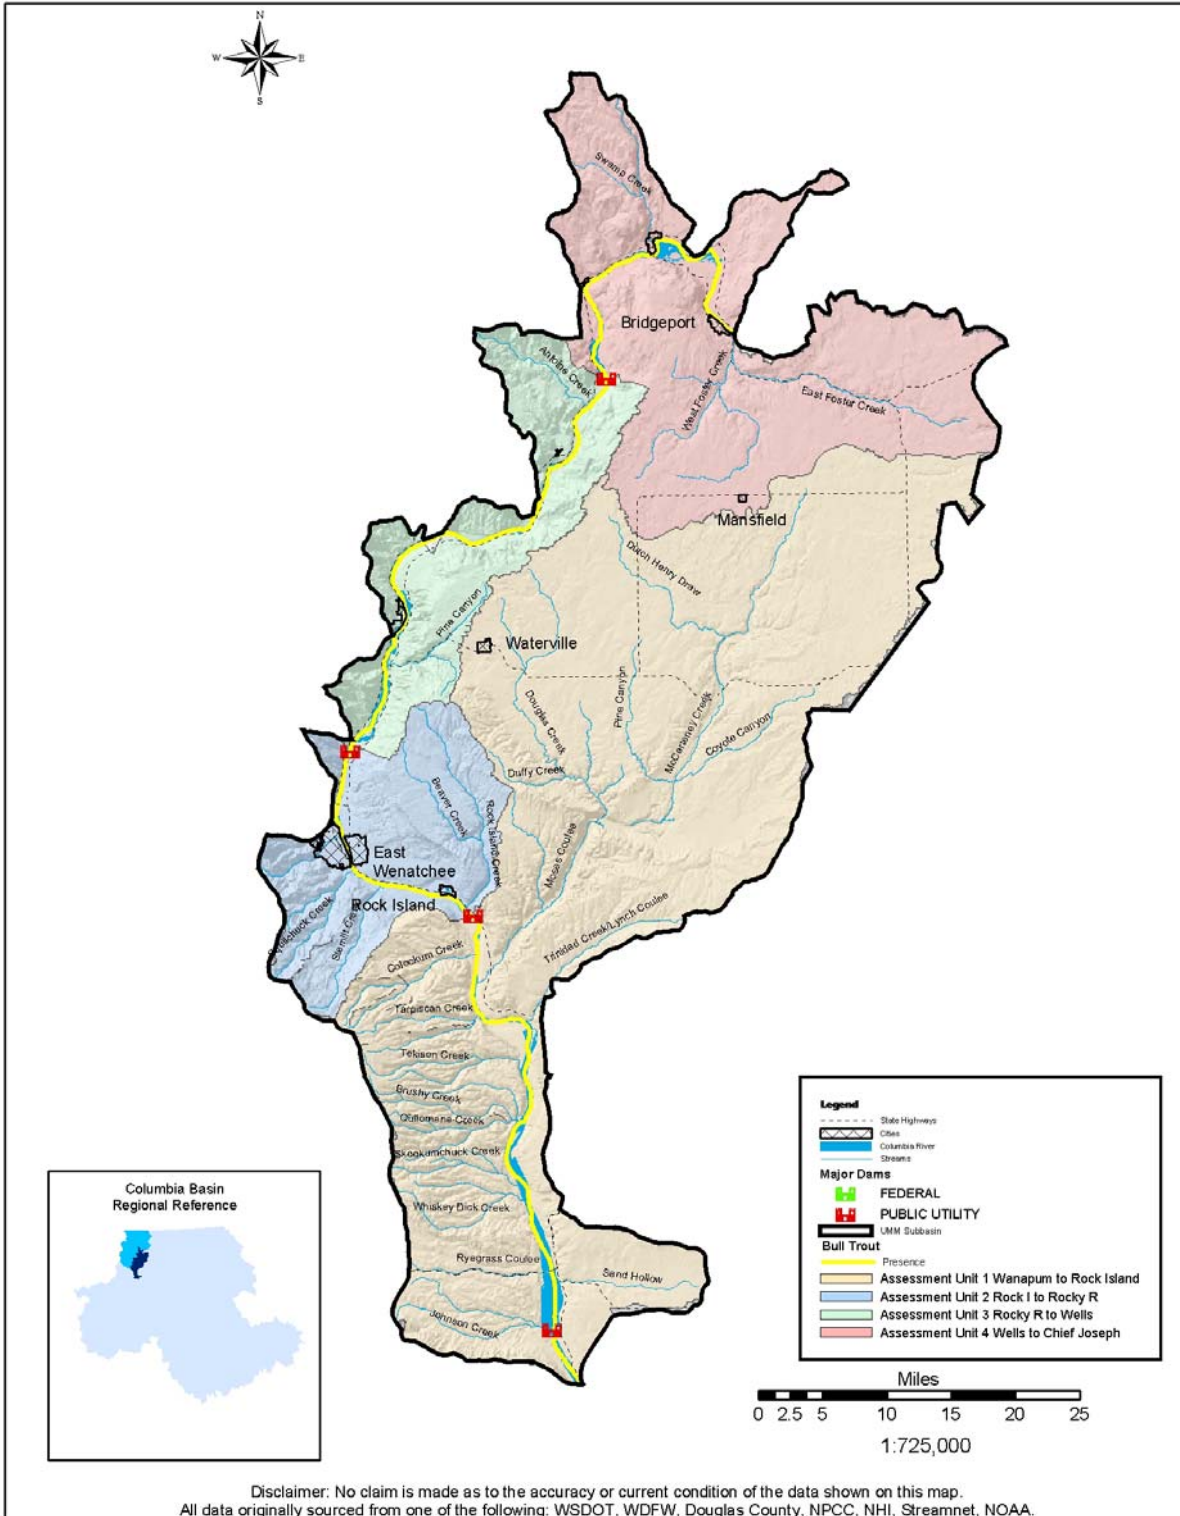 N
W
E
S
Swamp Creek
Bridgeport
Antoine Creek
West Foster Creek
East Foster Creek
Mansfield
Dutch Henry Draw
Pine Canyon
Waterville
Douglas Creek
Pine Canyon
McCarteney Creek
Coyote Canyon
Duffy Creek
Beaver Creek
Rock Island Creek
Moses Coulee
East
Wenatchee
Rock Island
Squilchuck Creek
Stemilt Creek
Colockum Creek
Trinidad Creek/Lynch Coulee
Tarpiscan Creek
Tekison Creek
Brushy Creek
Quilomene Creek
Skookumchuck Creek
Whiskey Dick Creek
Ryegrass Coulee
Sand Hollow
Johnson Creek
Columbia Basin
Regional Reference
Legend
State Highways
Cities
Columbia River
Streams
Major Dams
FEDERAL
PUBLIC UTILITY
UMM Subbasin
Bull Trout
Presence
Assessment Unit 1 Wanapum to Rock Island
Assessment Unit 2 Rock I to Rocky R
Assessment Unit 3 Rocky R to Wells
Assessment Unit 4 Wells to Chief Joseph
Miles
0 2.5 5 10 15 20 25
1:725,000
Disclaimer: No claim is made as to the accuracy or current condition of the data shown on this map.
All data originally sourced from one of the following: WSDOT, WDFW, Douglas County, NPCC, NHI, Streamnet, NOAA.